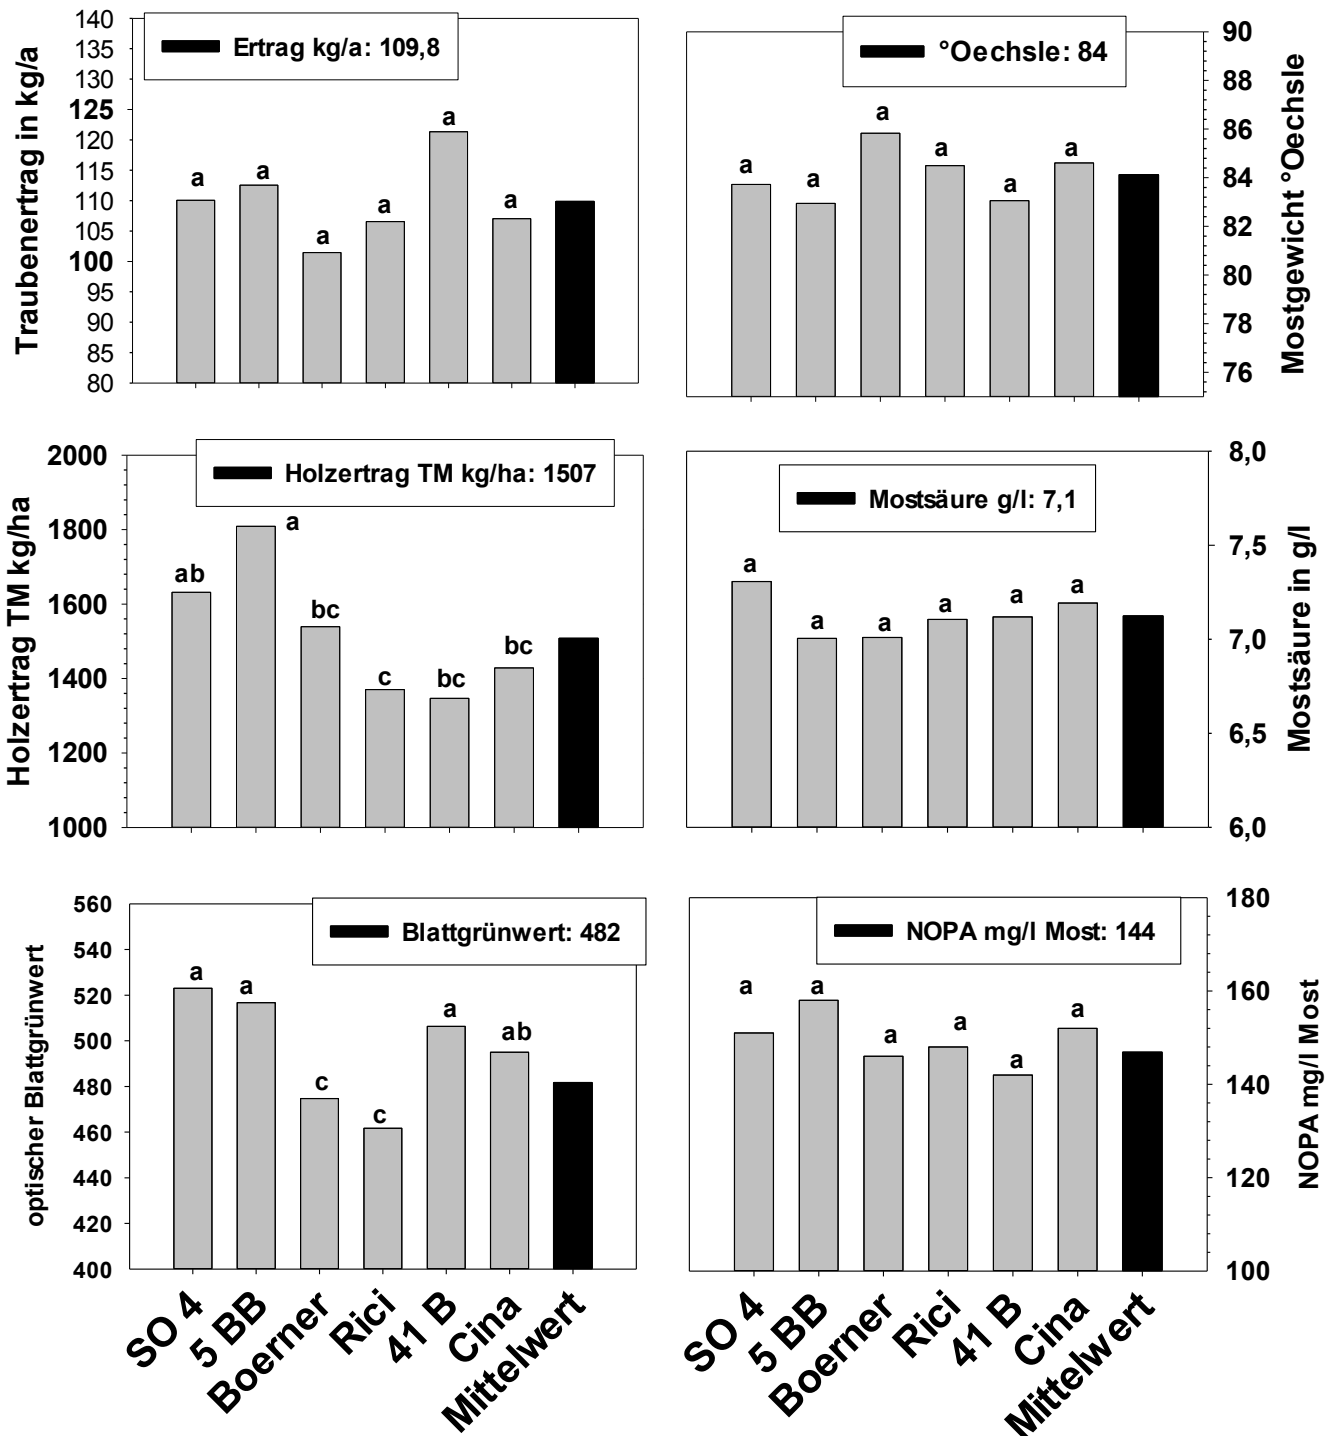 Traubenertrag in kg/a
140
135
130
125
120
115
110
105
100
95
90
85
80
Ertrag kg/a: 109,8
a
a
a
a
a
a
°Oechsle: 84
a
a
a
a
a
a
90
88
86
84
82
80
78
76
Mostgewicht °Oechsle
Holzertrag TM kg/ha
2000
1800
1600
1400
1200
1000
Holzertrag TM kg/ha: 1507
ab
a
bc
c
bc
bc
Mostsäure g/l: 7,1
a
a
a
a
a
a
8,0
7,5
7,0
6,5
6,0
Mostsäure in g/l
optischer Blattgrünwert
560
540
520
500
480
460
440
420
400
Blattgrünwert: 482
a
a
c
c
a
ab
SO 4
5 BB
Boerner
Rici
41 B
Cina
Mittelwert
NOPA mg/l Most: 144
a
a
a
a
a
a
180
160
140
120
100
NOPA mg/l Most
SO 4
5 BB
Boerner
Rici
41 B
Cina
Mittelwert